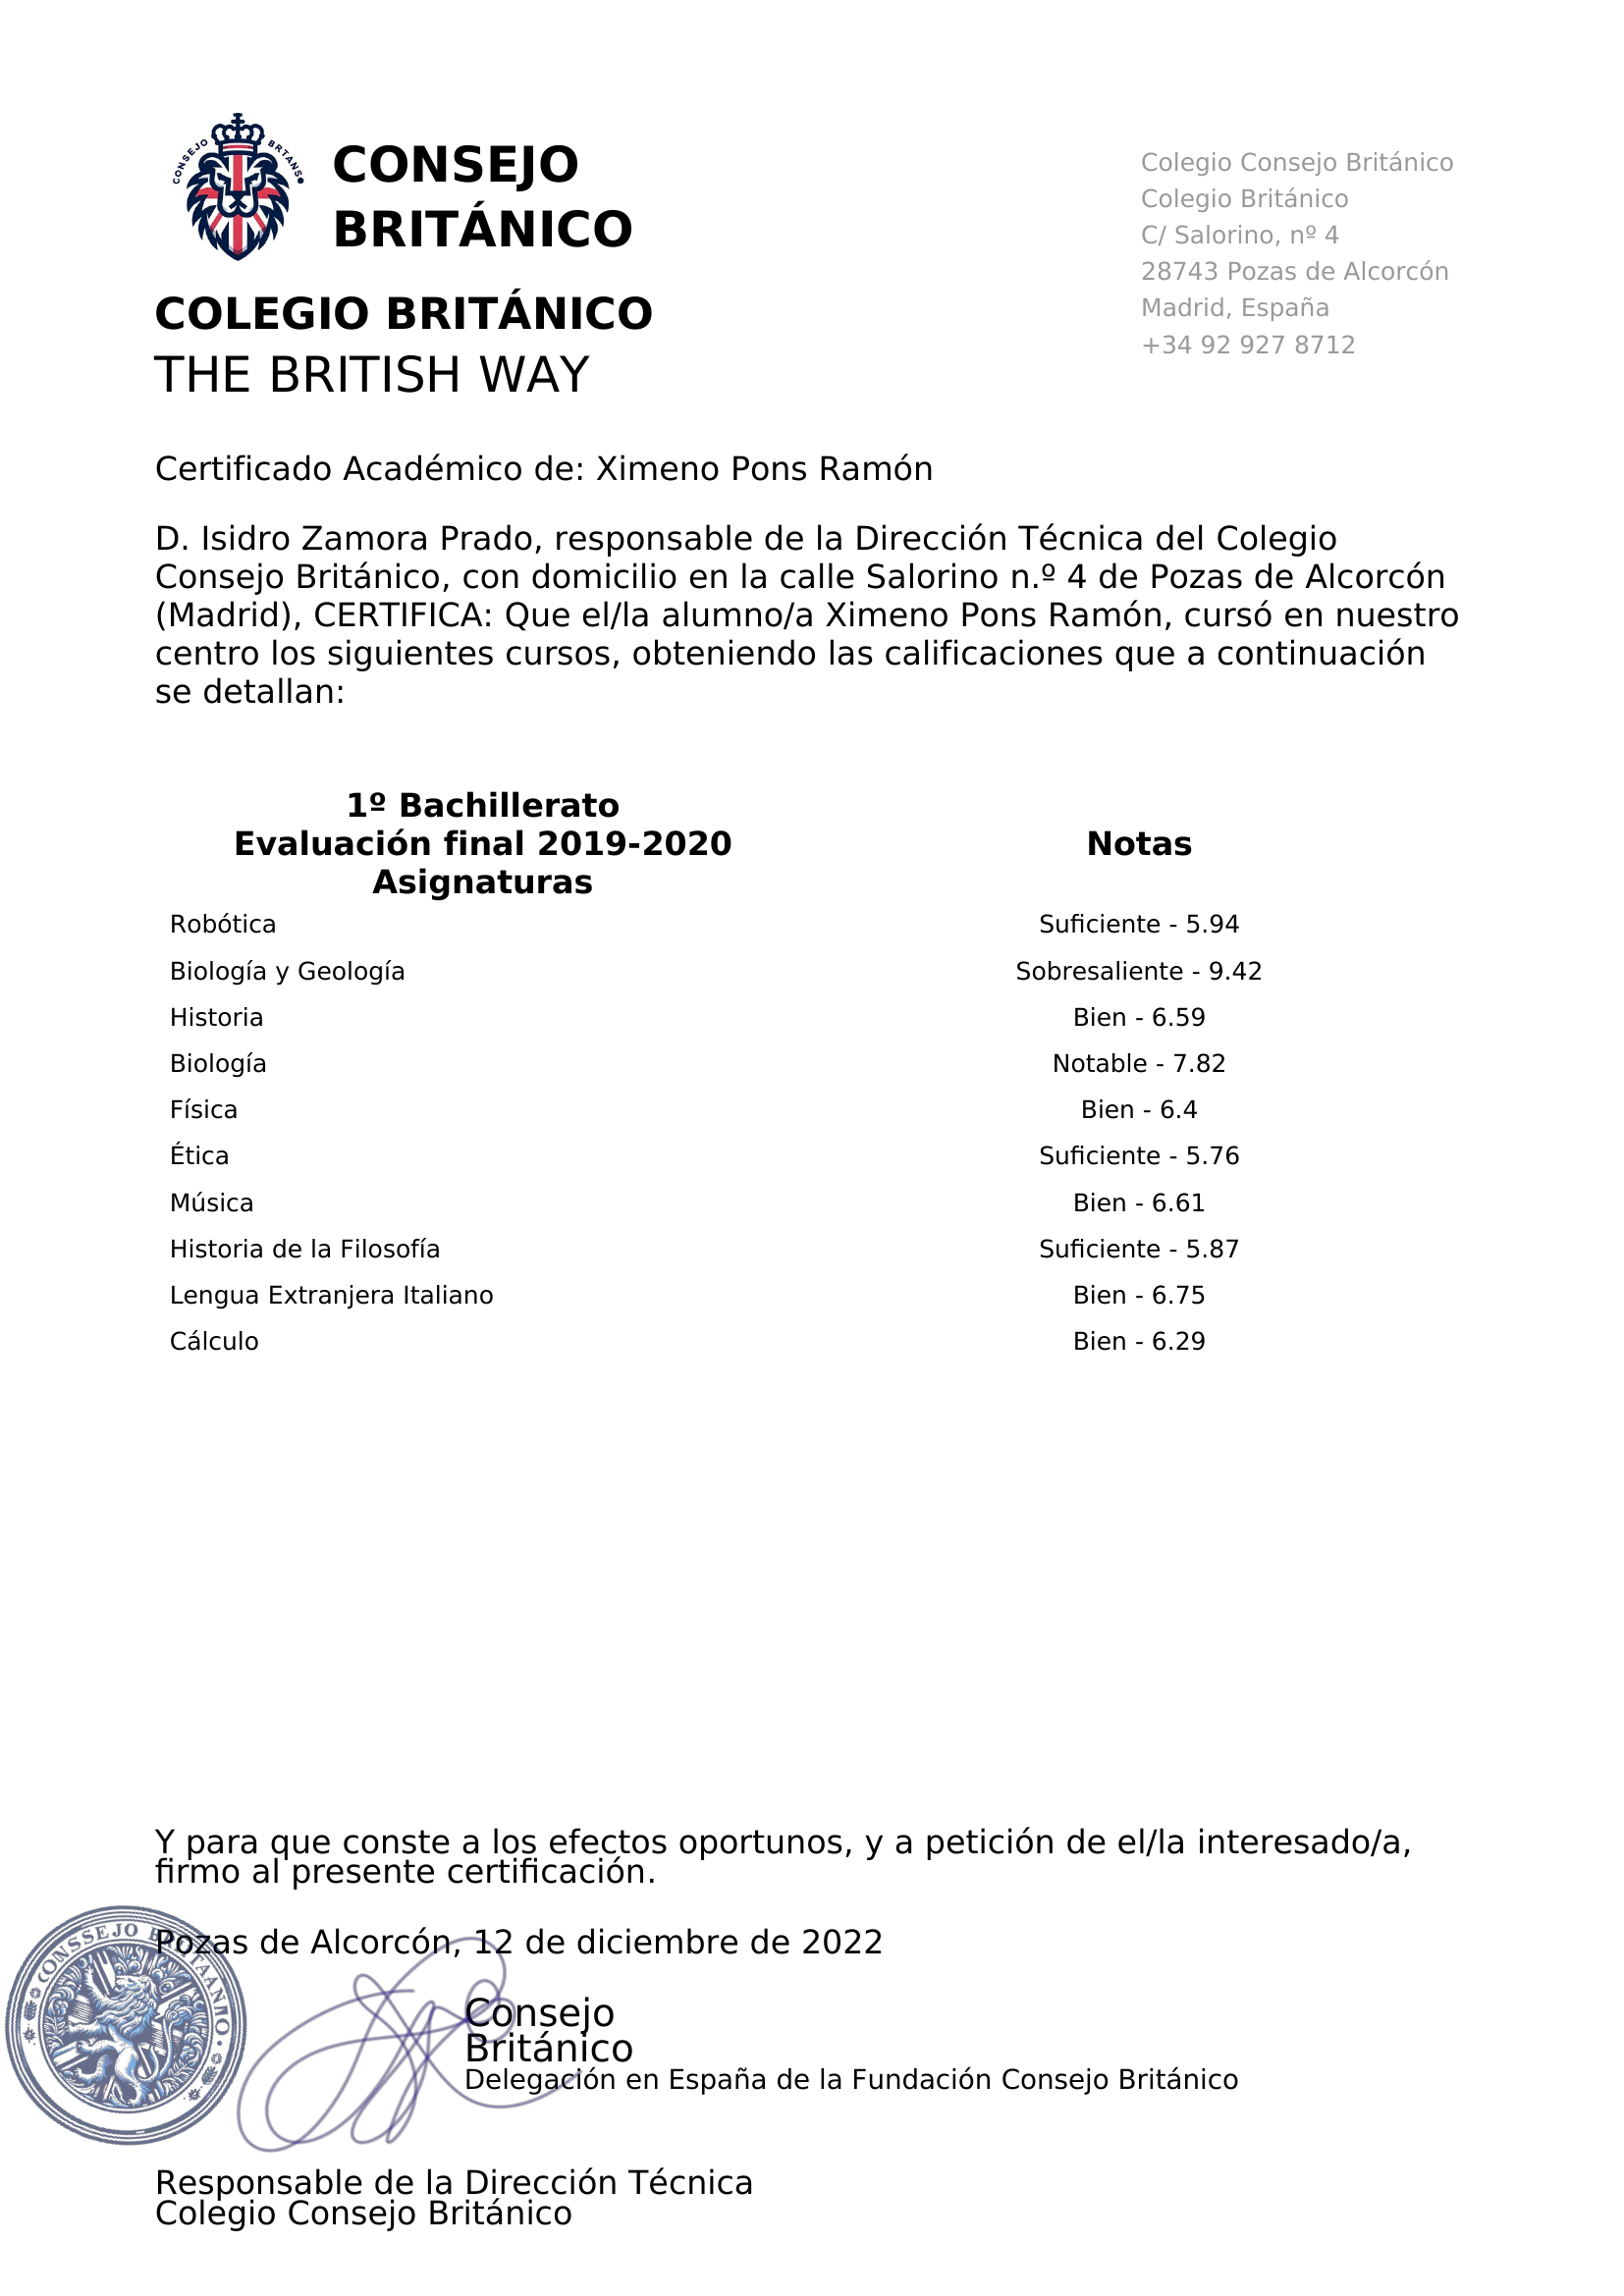 CONSEJO BRTANS
CONSEJO
BRITÁNICO
COLEGIO BRITÁNICO
THE BRITISH WAY
Colegio Consejo Británico
Colegio Británico
C/ Salorino, nº 4
28743 Pozas de Alcorcón
Madrid, España
+34 92 927 8712
Certificado Académico de: Ximeno Pons Ramón
D. Isidro Zamora Prado, responsable de la Dirección Técnica del Colegio
Consejo Británico, con domicilio en la calle Salorino n.º 4 de Pozas de Alcorcón
(Madrid), CERTIFICA: Que el/la alumno/a Ximeno Pons Ramón, cursó en nuestro
centro los siguientes cursos, obteniendo las calificaciones que a continuación
se detallan:
1º Bachillerato
Evaluación final 2019-2020
Asignaturas
Notas
Robótica Suficiente - 5.94
Biología y Geología Sobresaliente - 9.42
Historia Bien - 6.59
Biología Notable - 7.82
Física Bien - 6.4
Ética Suficiente - 5.76
Música Bien - 6.61
Historia de la Filosofía Suficiente - 5.87
Lengua Extranjera Italiano Bien - 6.75
Cálculo Bien - 6.29
Y para que conste a los efectos oportunos, y a petición de el/la interesado/a,
firmo al presente certificación.
Pozas de Alcorcón, 12 de diciembre de 2022
CONSSEJO
Consejo
Británico
Delegación en España de la Fundación Consejo Británico
Responsable de la Dirección Técnica
Colegio Consejo Británico